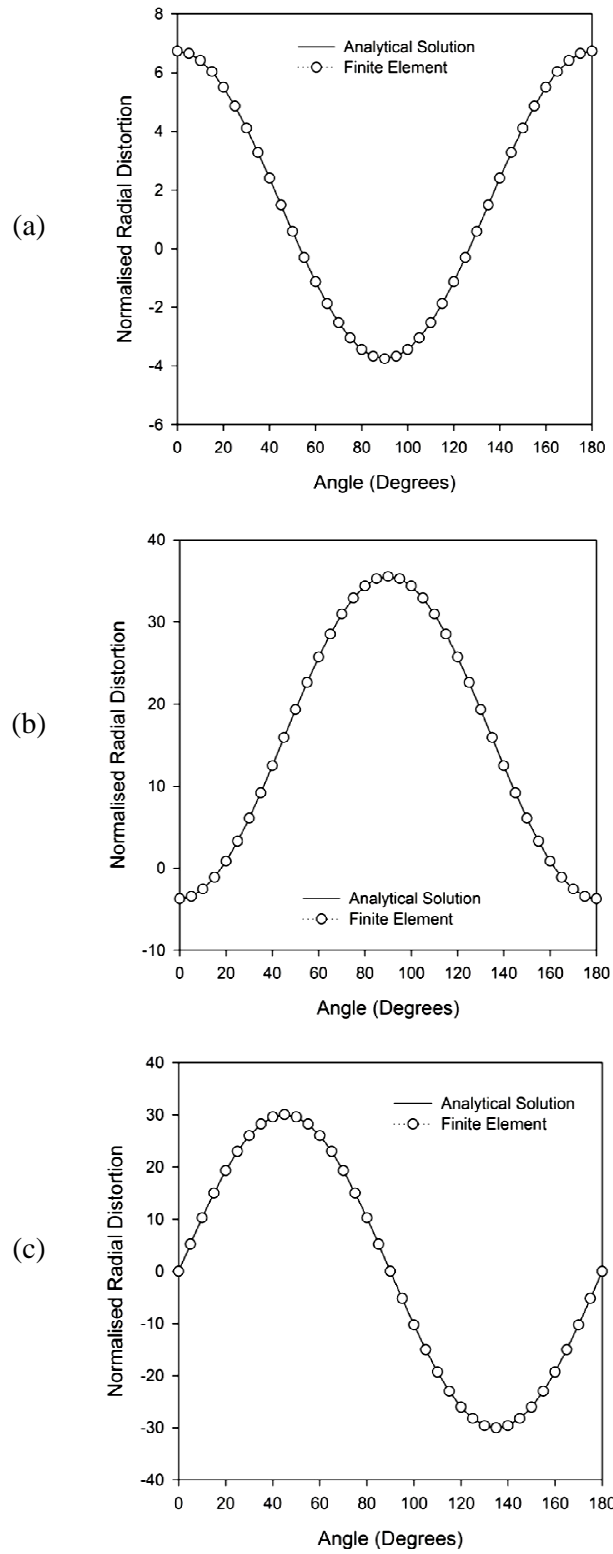 (a)
Normalised Radial Distortion
8
6
4
2
0
-2
-4
-6
Analytical Solution
Finite Element
0 20 40 60 80 100 120 140 160 180
Angle (Degrees)
(b)
Normalised Radial Distortion
40
30
20
10
0
-10
Analytical Solution
Finite Element
0 20 40 60 80 100 120 140 160 180
Angle (Degrees)
(c)
Normalised Radial Distortion
40
30
20
10
0
-10
-20
-30
-40
Analytical Solution
Finite Element
0 20 40 60 80 100 120 140 160 180
Angle (Degrees)